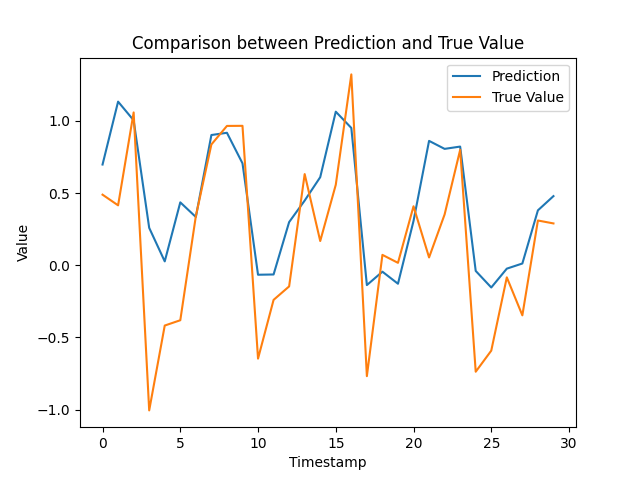 Comparison between Prediction and True Value
Prediction
True Value
1.0
0.5
0.0
−0.5
−1.0
Value
0 5 10 15 20 25 30
Timestamp